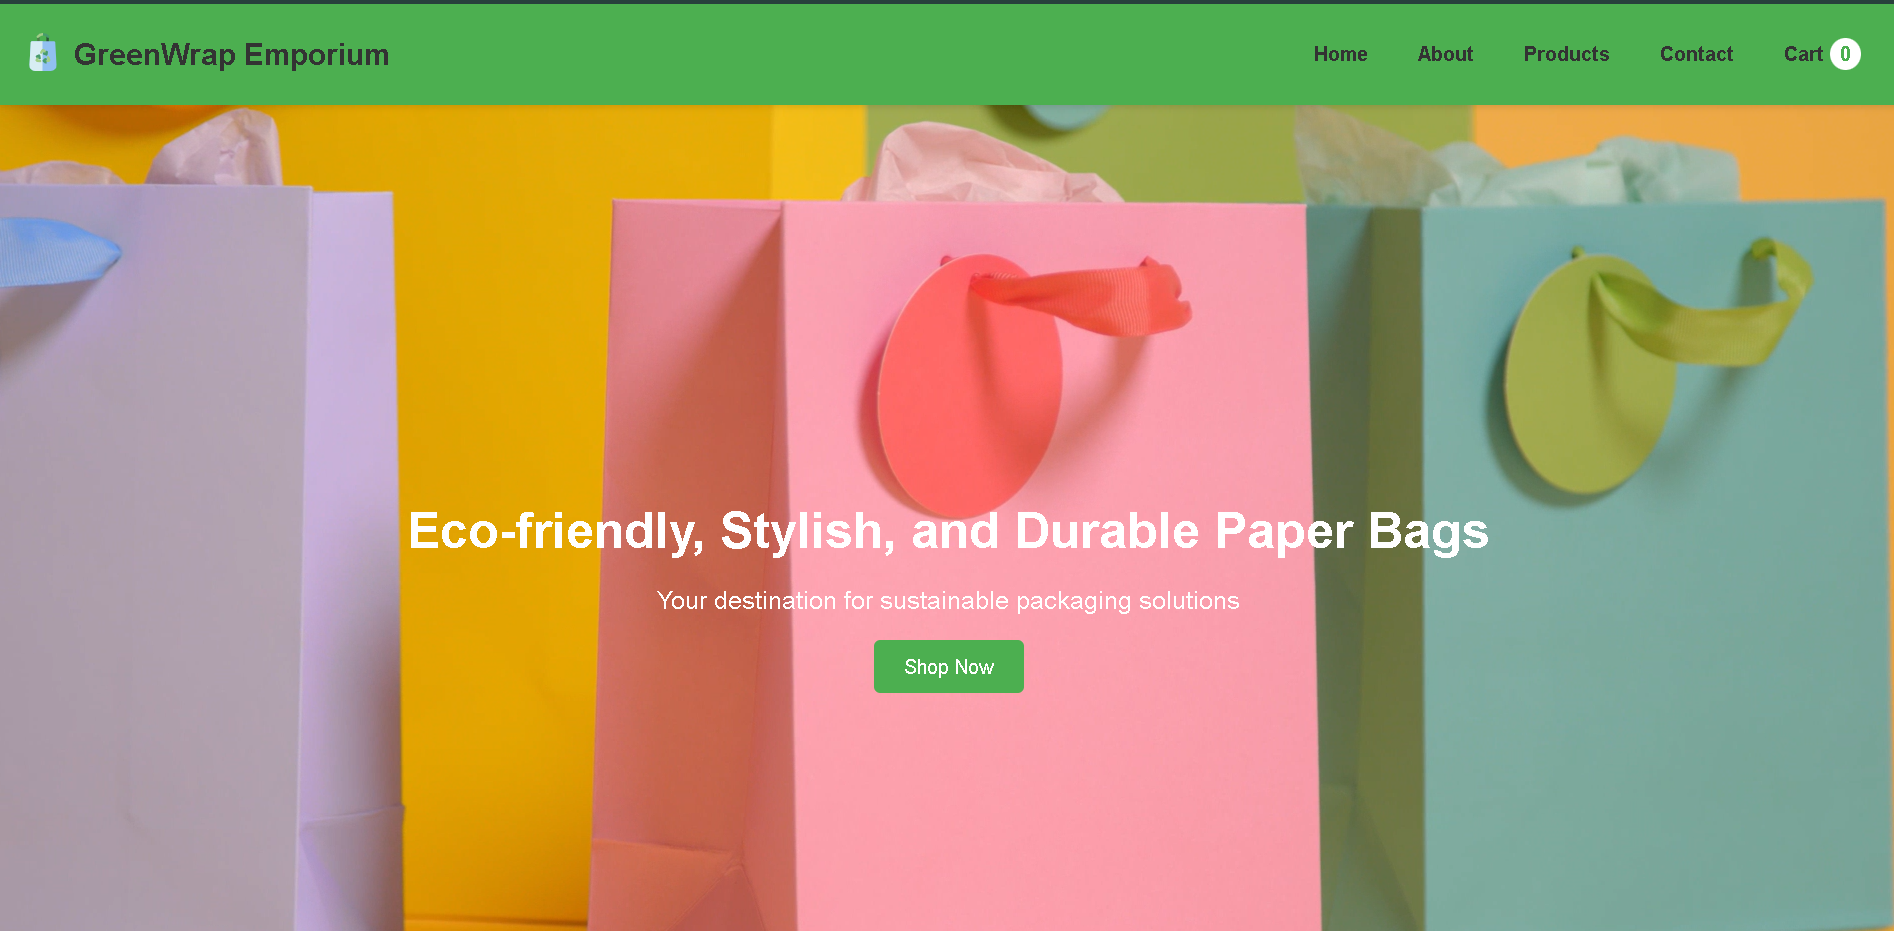 GreenWrap Emporium
Home About Products Contact Cart 0
Eco-friendly, Stylish, and Durable Paper Bags
Your destination for sustainable packaging solutions
Shop Now